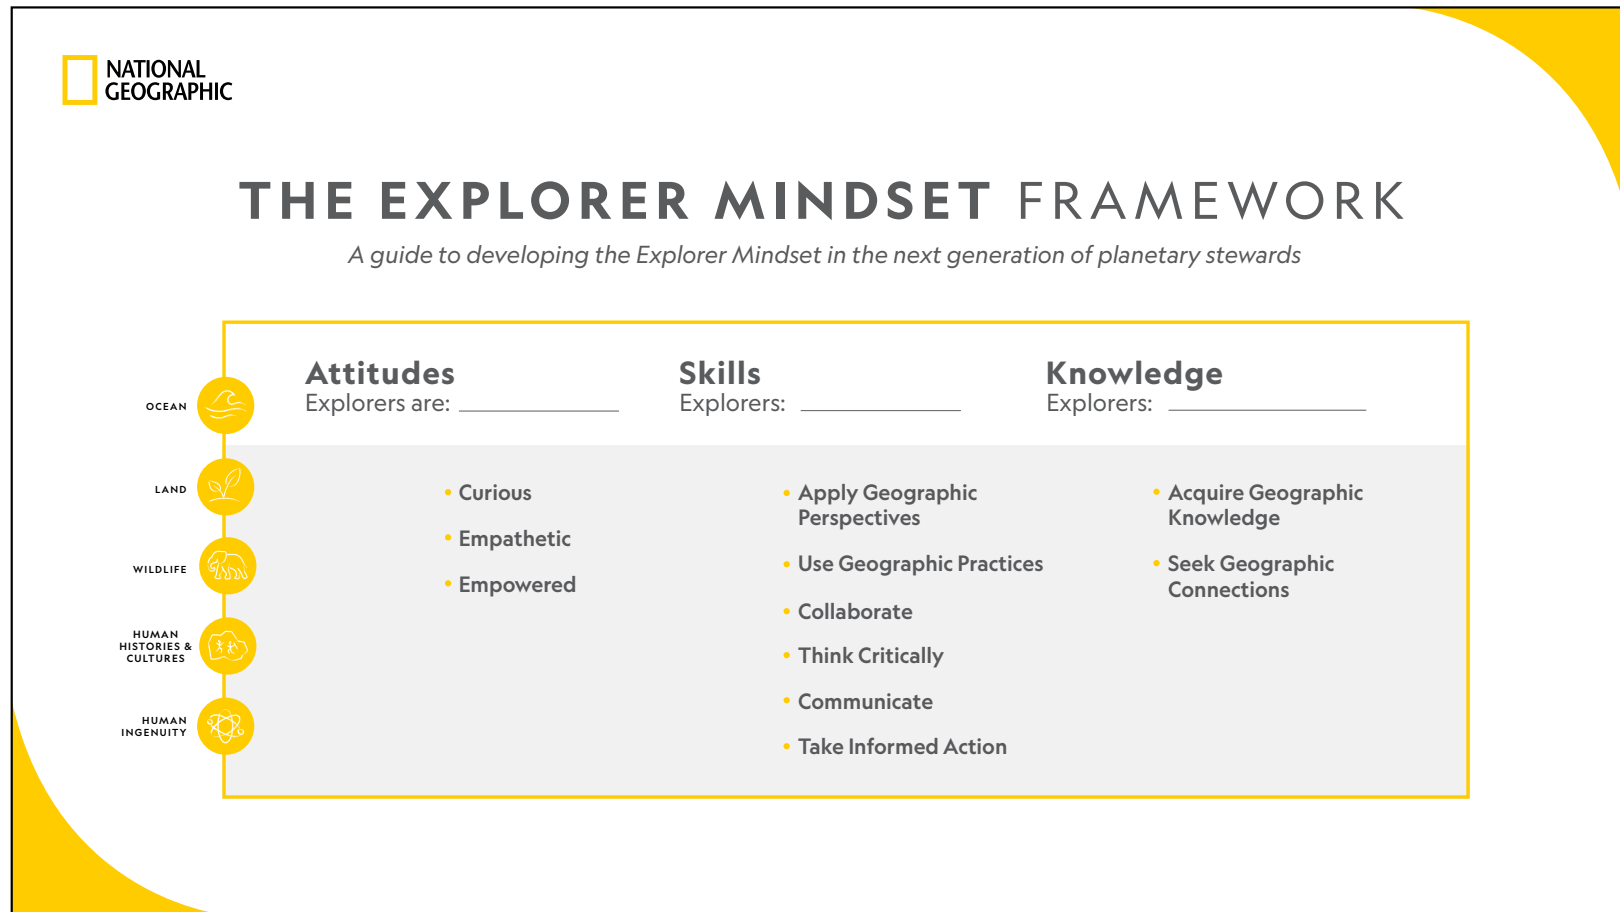 NATIONAL
GEOGRAPHIC
THE EXPLORER MINDSET FRAMEWORK
A guide to developing the Explorer Mindset in the next generation of planetary stewards
OCEAN
LAND
WILDLIFE
HUMAN
HISTORIES &
CULTURES
HUMAN
INGENUITY
Attitudes
Explorers are:
• Curious
• Empathetic
• Empowered
Skills
Explorers:
• Apply Geographic
Perspectives
• Use Geographic Practices
• Collaborate
• Think Critically
• Communicate
• Take Informed Action
Knowledge
Explorers:
• Acquire Geographic
Knowledge
• Seek Geographic
Connections